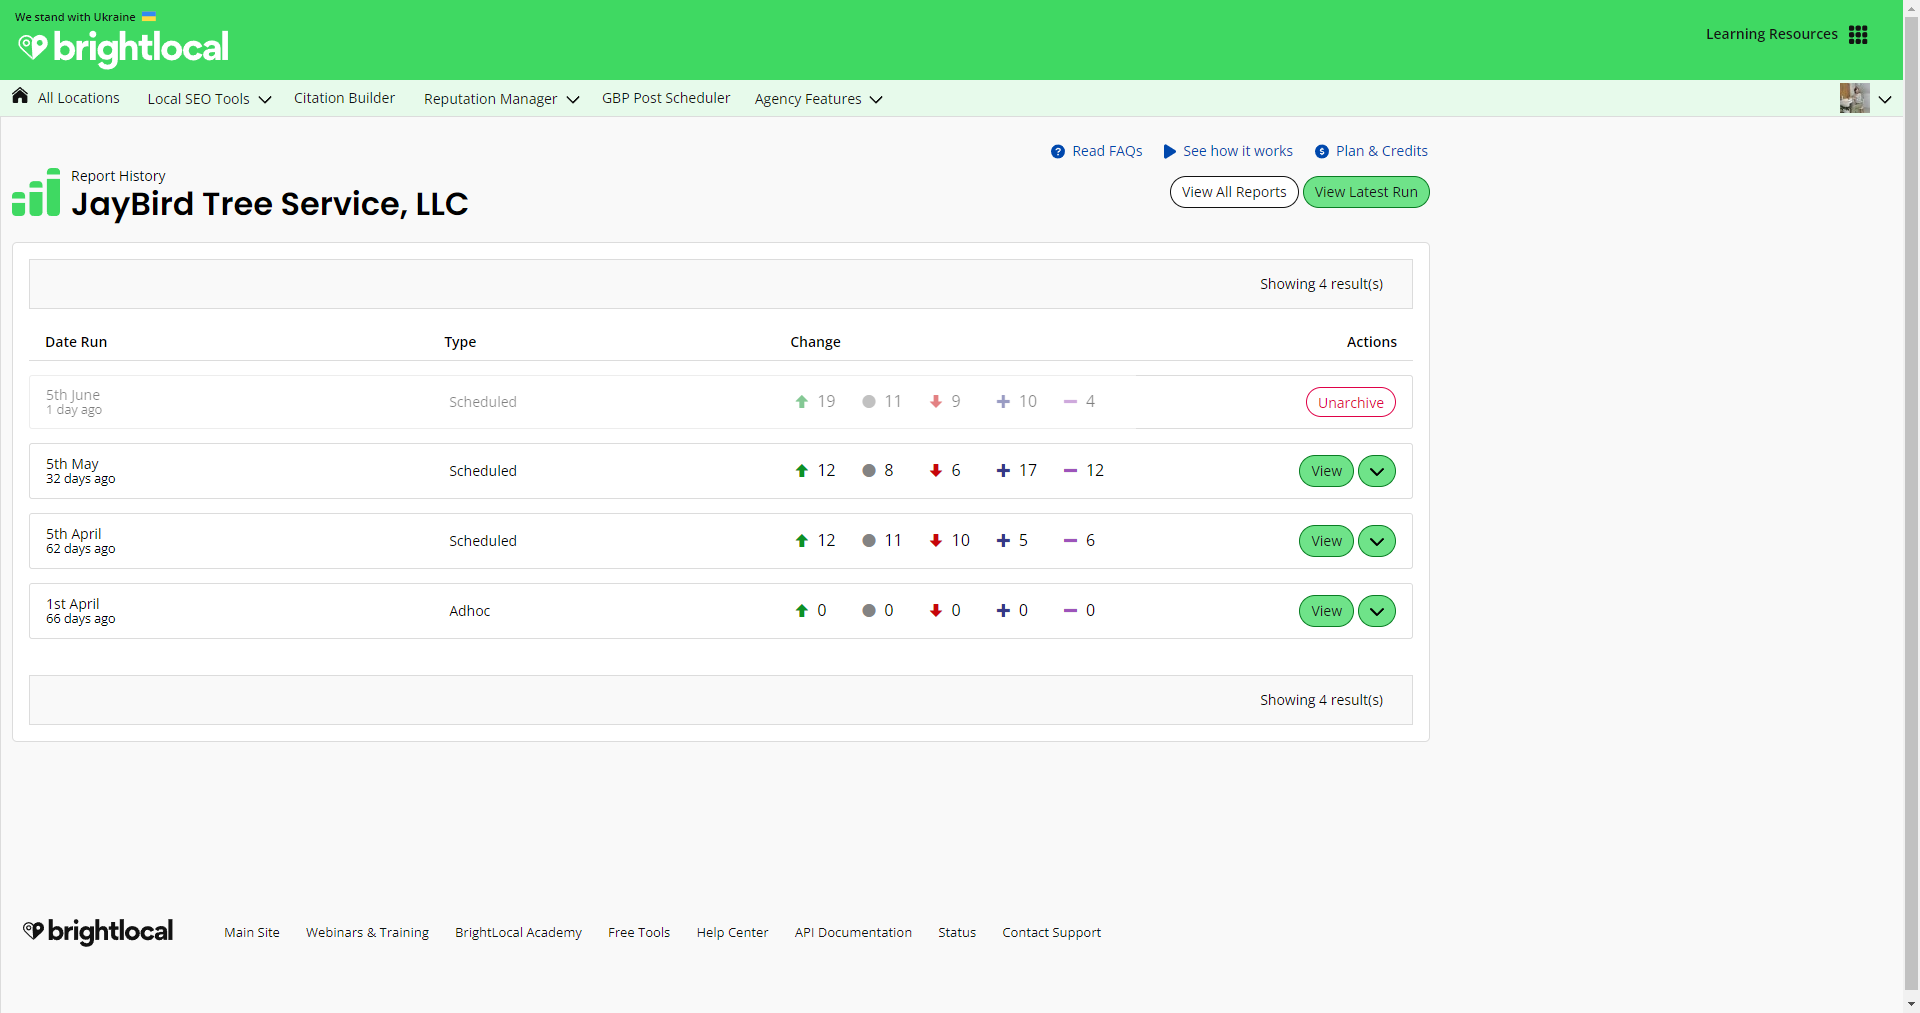 We stand with Ukraine
brightlocal
Learning Resources
All Locations Local SEO Tools Citation Builder Reputation Manager GBP Post Scheduler Agency Features
Read FAQs See how it works Plan & Credits
Report History
JayBird Tree Service, LLC
View All Reports View Latest Run
Showing 4 result(s)
Date Run Type Change Actions
5th June
1 day ago
Scheduled 19 11 9 10 4 Unarchive
5th May
32 days ago
Scheduled 12 8 6 17 12 View
5th April
62 days ago
Scheduled 12 11 10 5 6 View
1st April
66 days ago
Adhoc 0 0 0 0 0 View
Showing 4 result(s)
brightlocal Main Site Webinars & Training BrightLocal Academy Free Tools Help Center API Documentation Status Contact Support